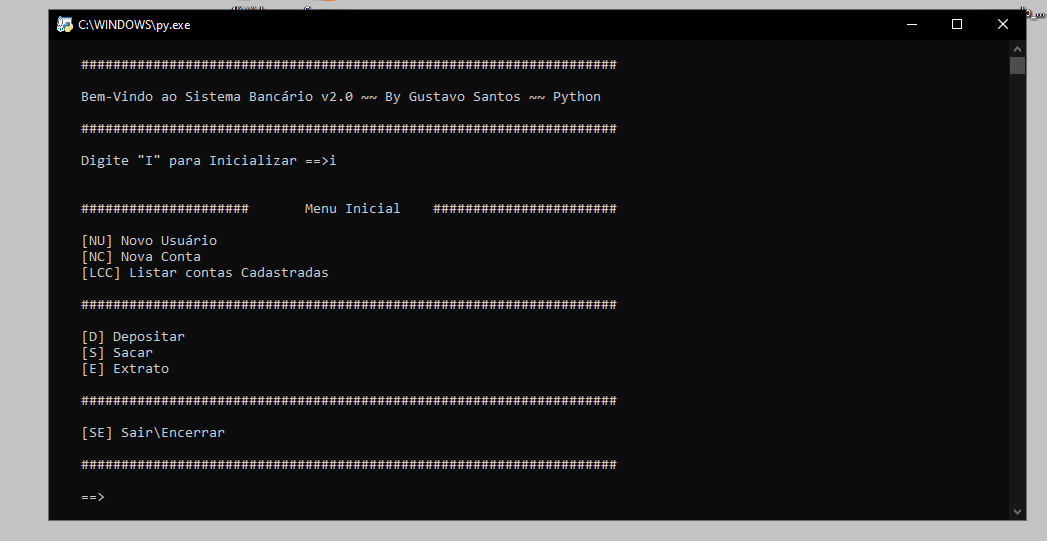 C:\WINDOWS\py.exe
###################################################################
Bem-Vindo ao Sistema Bancário v2.0 ~~ By Gustavo Santos ~~ Python
###################################################################
Digite "I" para Inicializar ==>i
##################### Menu Inicial #######################
[NU] Novo Usuário
[NC] Nova Conta
[LCC] Listar contas Cadastradas
###################################################################
[D] Depositar
[S] Sacar
[E] Extrato
###################################################################
[SE] Sair\Encerrar
###################################################################
==>